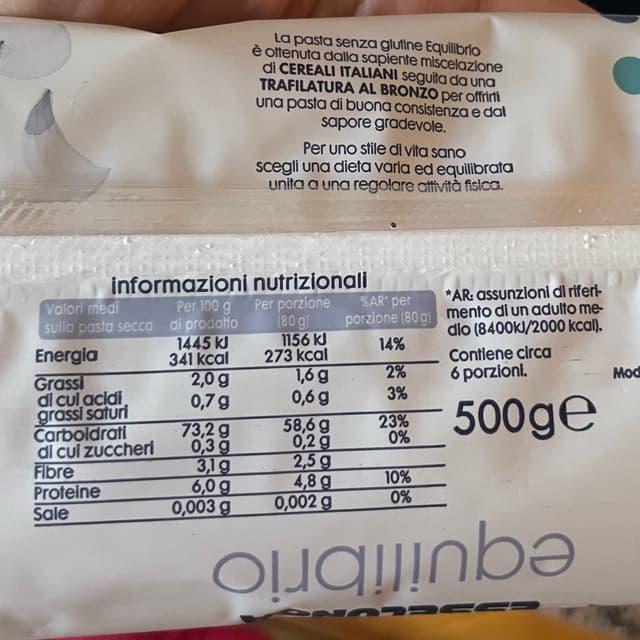 La pasta senza glutine Equilibrio
è ottenuta dalla sapiente miscelazione
di CEREALI ITALIANI seguita da una
TRAFILATURA AL BRONZO per offrirti
una pasta di buona consistenza e dal
sapore gradevole.
Per uno stile di vita sano
scegli una dieta varia ed equilibrata
unita a una regolare attività fisica.
informazioni nutrizionali
Valori medi sulla pasta secca Per 100 g di prodotto Per porzione (80 g) %AR* per porzione (80 g)
Energia 1445 kJ 341 kcal 1156 kJ 273 kcal 14%
Grassi 2,0 g 1,6 g 2%
di cui acidi grassi saturi 0,7 g 0,6 g 3%
Carboidrati 73,2 g 58,6 g 23%
di cui zuccheri 0,3 g 0,2 g 0%
Fibre 3,1 g 2,5 g
Proteine 6,0 g 4,8 g 10%
Sale 0,003 g 0,002 g 0%
*AR: assunzioni di riferi-
mento di un adulto me-
dio (8400kJ/2000 kcal).
Contiene circa
6 porzioni.
500g e
Mod
equilibrio